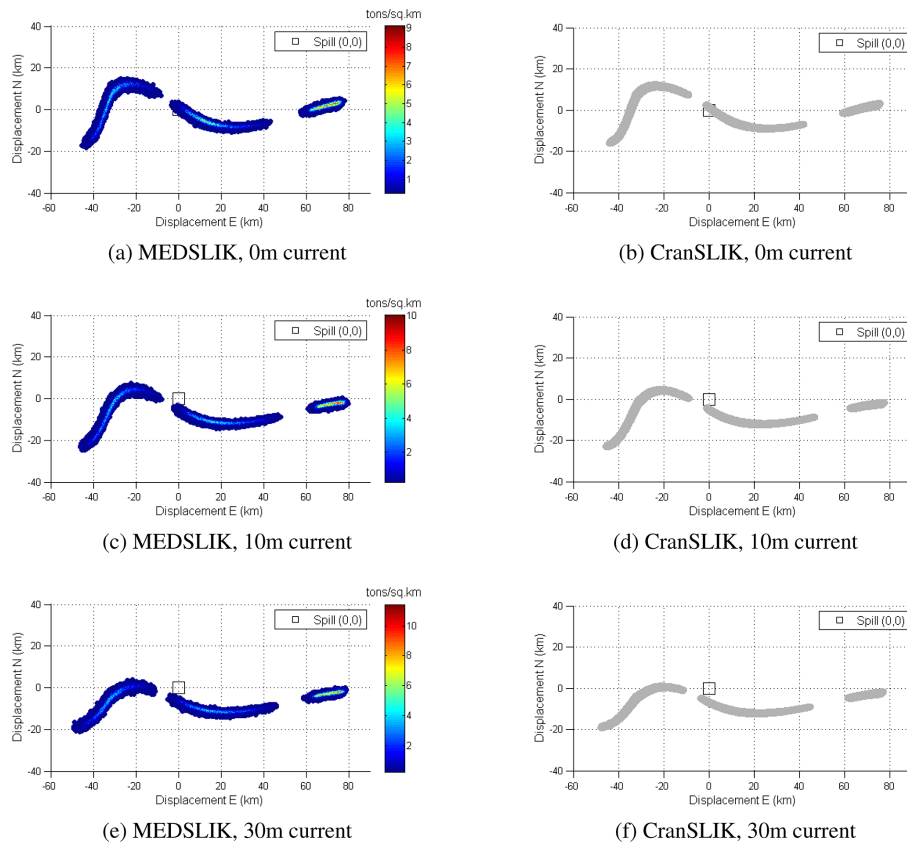 tons/sq.km
40
20
0
-20
-40
Displacement N (km)
Spill (0,0)
9
8
7
6
5
4
3
2
1
-60 -40 -20 0 20 40 60 80
Displacement E (km)
(a) MEDSLIK, 0m current
40
20
0
-20
-40
Displacement N (km)
Spill (0,0)
-60 -40 -20 0 20 40 60 80
Displacement E (km)
(b) CranSLIK, 0m current
tons/sq.km
40
20
0
-20
-40
Displacement N (km)
Spill (0,0)
10
8
6
4
2
-60 -40 -20 0 20 40 60 80
Displacement E (km)
(c) MEDSLIK, 10m current
40
20
0
-20
-40
Displacement N (km)
Spill (0,0)
-60 -40 -20 0 20 40 60 80
Displacement E (km)
(d) CranSLIK, 10m current
tons/sq.km
40
20
0
-20
-40
Displacement N (km)
Spill (0,0)
10
8
6
4
2
-60 -40 -20 0 20 40 60 80
Displacement E (km)
(e) MEDSLIK, 30m current
40
20
0
-20
-40
Displacement N (km)
Spill (0,0)
-60 -40 -20 0 20 40 60 80
Displacement E (km)
(f) CranSLIK, 30m current